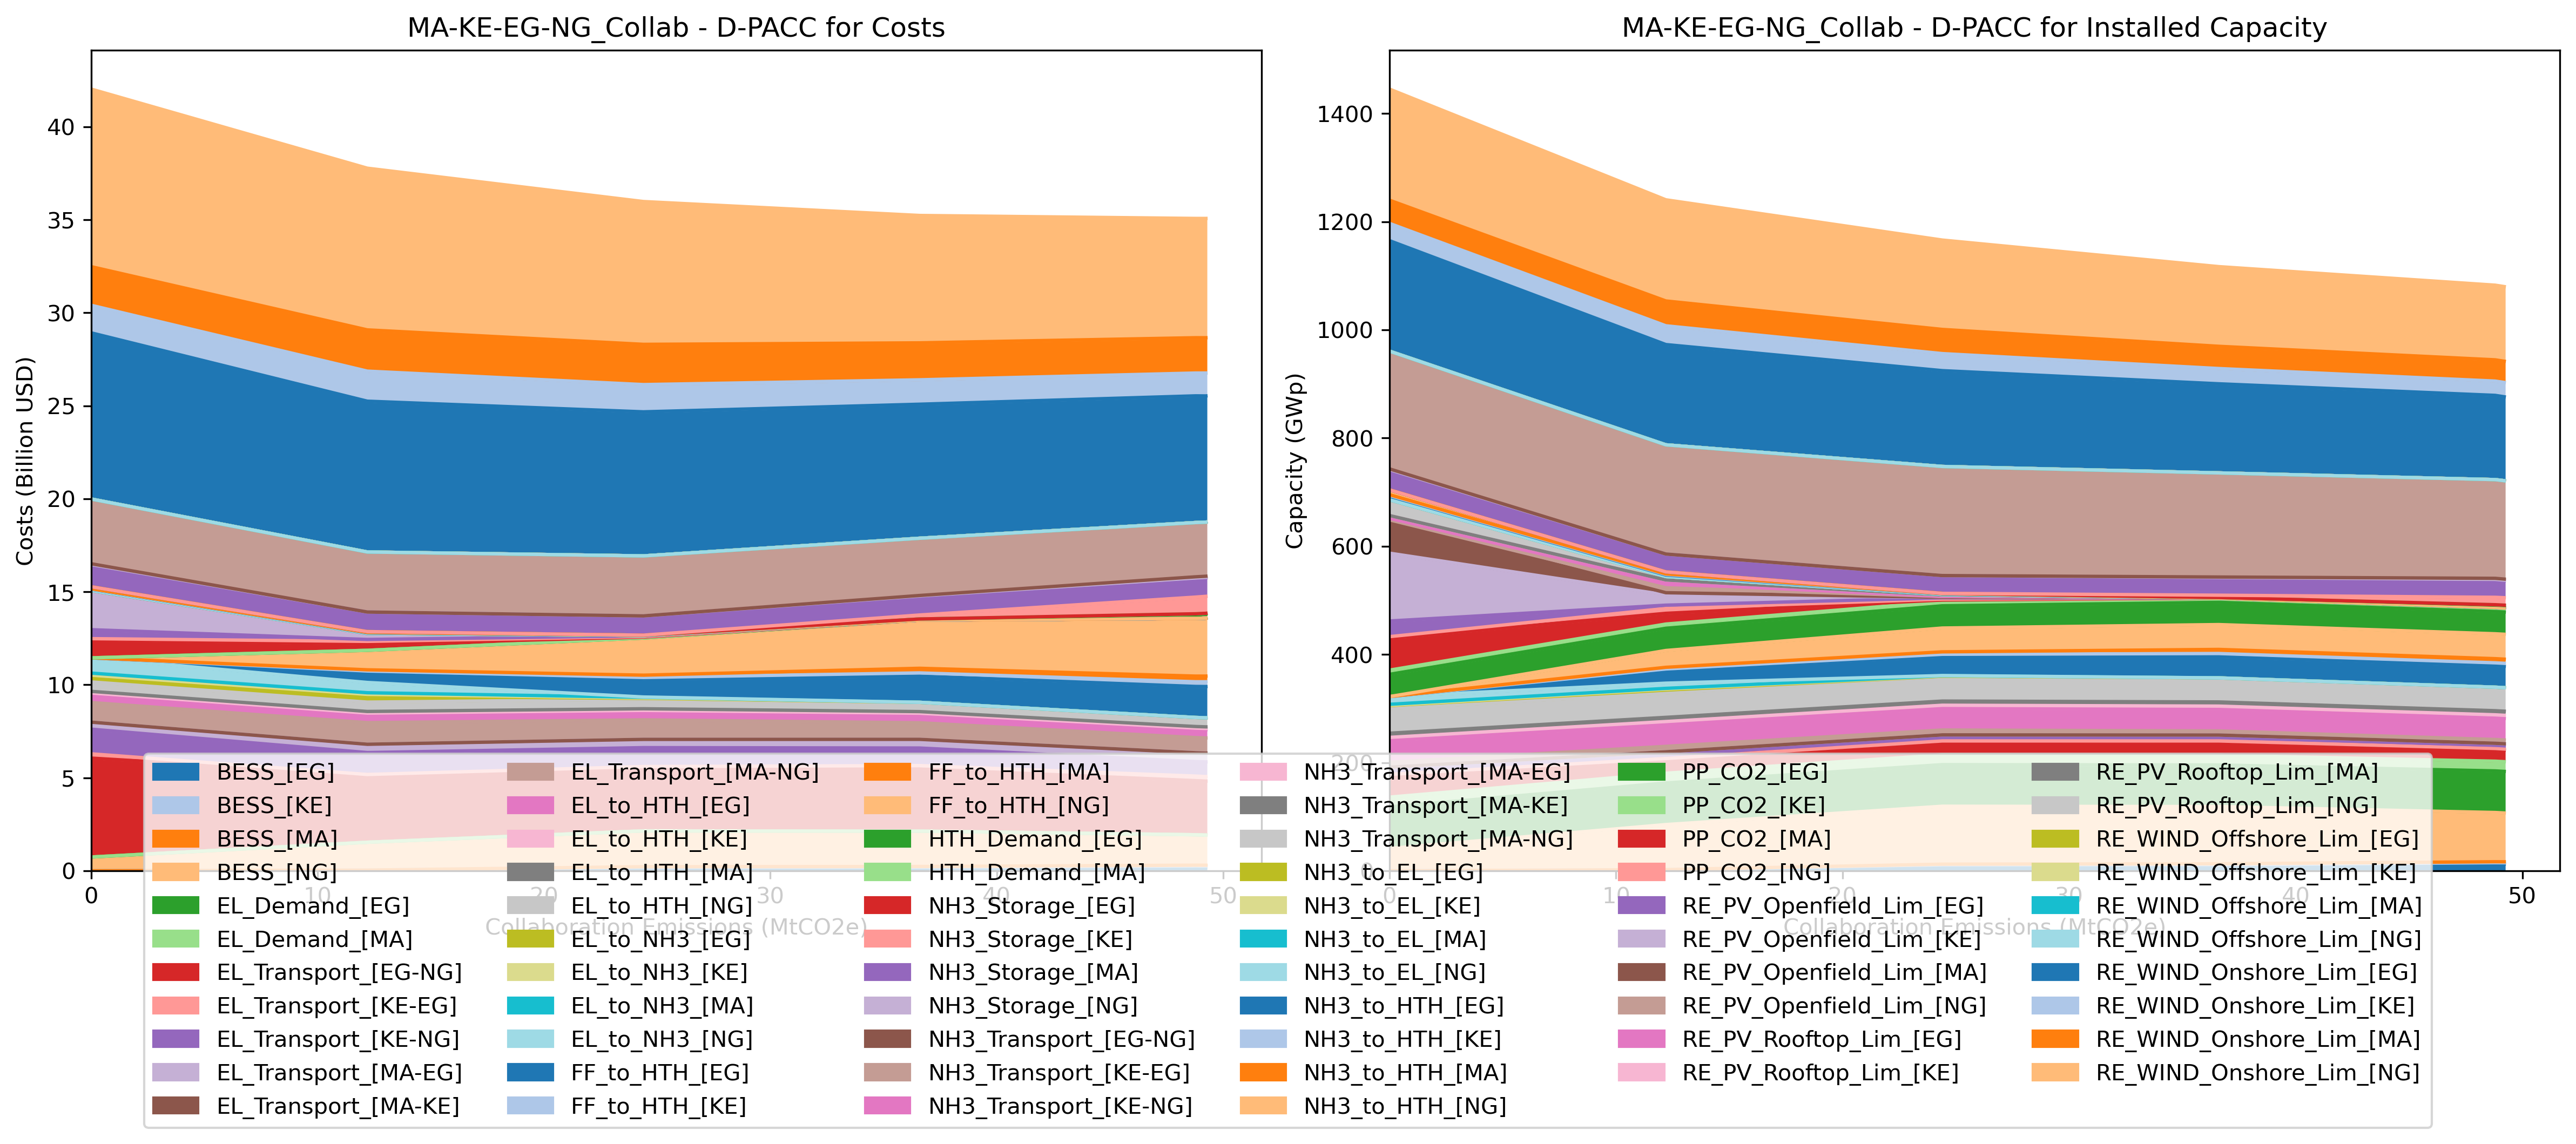 MA-KE-EG-NG_Collab - D-PACC for Costs
Costs (Billion USD)
40
35
30
25
20
15
10
5
0
0
10
20
30
40
50
Collaboration Emissions (MtCO2e)
MA-KE-EG-NG_Collab - D-PACC for Installed Capacity
Capacity (GWp)
1400
1200
1000
800
600
400
200
0
0
10
20
30
40
50
Collaboration Emissions (MtCO2e)
BESS_[EG]
BESS_[KE]
BESS_[MA]
BESS_[NG]
EL_Demand_[EG]
EL_Demand_[MA]
EL_Transport_[EG-NG]
EL_Transport_[KE-EG]
EL_Transport_[KE-NG]
EL_Transport_[MA-EG]
EL_Transport_[MA-KE]
EL_Transport_[MA-NG]
EL_to_HTH_[EG]
EL_to_HTH_[KE]
EL_to_HTH_[MA]
EL_to_HTH_[NG]
EL_to_NH3_[EG]
EL_to_NH3_[KE]
EL_to_NH3_[MA]
EL_to_NH3_[NG]
FF_to_HTH_[EG]
FF_to_HTH_[KE]
FF_to_HTH_[MA]
FF_to_HTH_[NG]
HTH_Demand_[EG]
HTH_Demand_[MA]
NH3_Storage_[EG]
NH3_Storage_[KE]
NH3_Storage_[MA]
NH3_Storage_[NG]
NH3_Transport_[EG-NG]
NH3_Transport_[KE-EG]
NH3_Transport_[KE-NG]
NH3_Transport_[MA-EG]
NH3_Transport_[MA-KE]
NH3_Transport_[MA-NG]
NH3_to_EL_[EG]
NH3_to_EL_[KE]
NH3_to_EL_[MA]
NH3_to_EL_[NG]
NH3_to_HTH_[EG]
NH3_to_HTH_[KE]
NH3_to_HTH_[MA]
NH3_to_HTH_[NG]
PP_CO2_[EG]
PP_CO2_[KE]
PP_CO2_[MA]
PP_CO2_[NG]
RE_PV_Openfield_Lim_[EG]
RE_PV_Openfield_Lim_[KE]
RE_PV_Openfield_Lim_[MA]
RE_PV_Openfield_Lim_[NG]
RE_PV_Rooftop_Lim_[EG]
RE_PV_Rooftop_Lim_[KE]
RE_PV_Rooftop_Lim_[MA]
RE_PV_Rooftop_Lim_[NG]
RE_WIND_Offshore_Lim_[EG]
RE_WIND_Offshore_Lim_[KE]
RE_WIND_Offshore_Lim_[MA]
RE_WIND_Offshore_Lim_[NG]
RE_WIND_Onshore_Lim_[EG]
RE_WIND_Onshore_Lim_[KE]
RE_WIND_Onshore_Lim_[MA]
RE_WIND_Onshore_Lim_[NG]